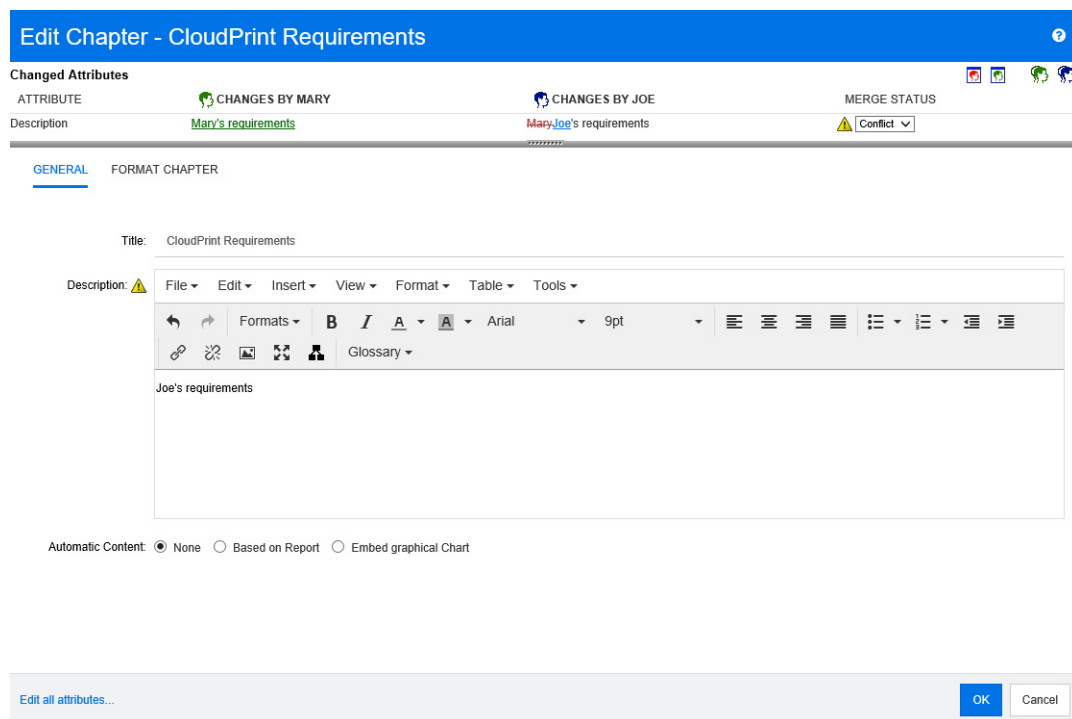 Edit Chapter - CloudPrint Requirements
Changed Attributes
ATTRIBUTE CHANGES BY MARY CHANGES BY JOE MERGE STATUS
Description Mary's requirements MaryJoe's requirements Conflict
GENERAL FORMAT CHAPTER
Title: CloudPrint Requirements
Description: File Edit Insert View Format Table Tools
Formats B I A A Arial 9pt
Glossary
Joe's requirements
Automatic Content: None Based on Report Embed graphical Chart
Edit all attributes... OK Cancel